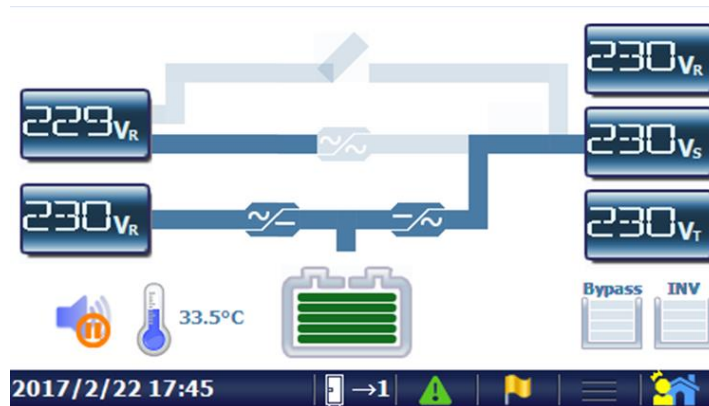 230VR
229VR
230VS
230VR
230VT
Bypass INV
33.5°C
2017/2/22 17:45 →1